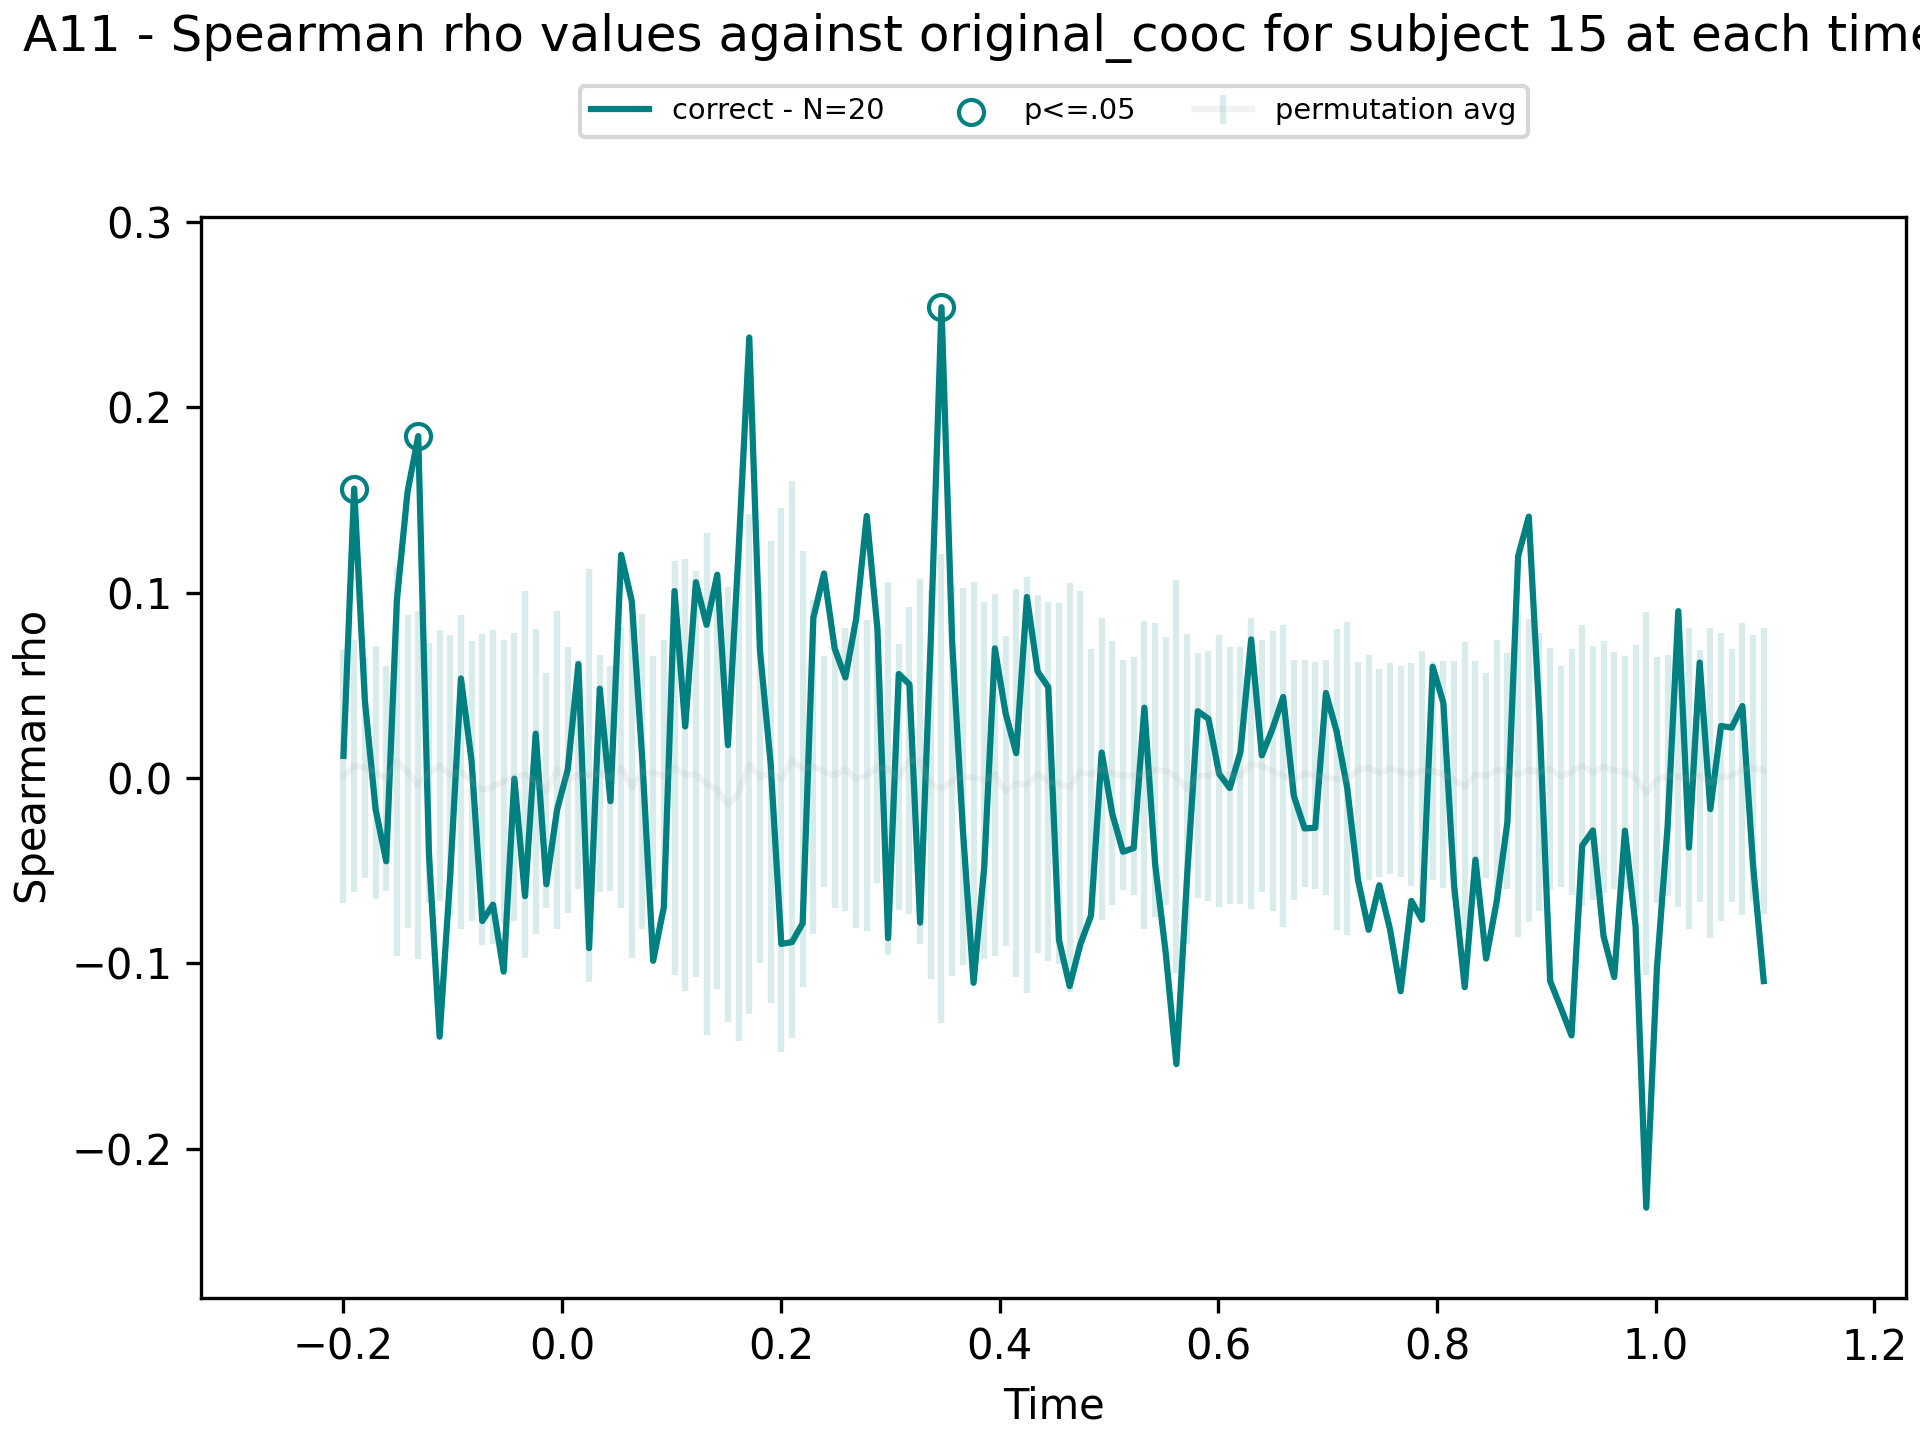 A11 - Spearman rho values against original_cooc for subject 15 at each time
correct - N=20 p<=.05 permutation avg
0.3
0.2
0.1
0.0
−0.1
−0.2
Spearman rho
−0.2 0.0 0.2 0.4 0.6 0.8 1.0 1.2
Time